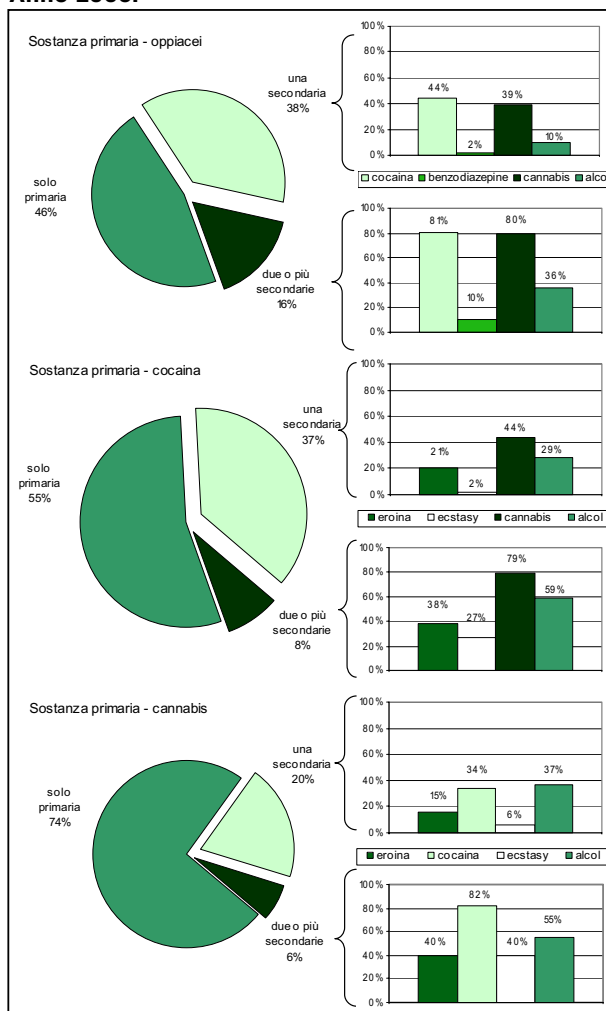 Sostanza primaria - oppiacei
una
secondaria
38%
solo
primaria
46%
due o più
secondarie
16%
100%
80%
60%
40%
20%
0%
44%
2%
39%
10%
cocaina benzodiazepine cannabis alcol
100%
80%
60%
40%
20%
0%
81%
10%
80%
36%
Sostanza primaria - cocaina
una
secondaria
37%
solo
primaria
55%
due o più
secondarie
8%
100%
80%
60%
40%
20%
0%
21%
2%
44%
29%
eroina ecstasy cannabis alcol
100%
80%
60%
40%
20%
0%
38%
27%
79%
59%
Sostanza primaria - cannabis
una
secondaria
20%
solo
primaria
74%
due o più
secondarie
6%
100%
80%
60%
40%
20%
0%
15%
34%
6%
37%
eroina cocaina ecstasy alcol
100%
80%
60%
40%
20%
0%
40%
82%
40%
55%